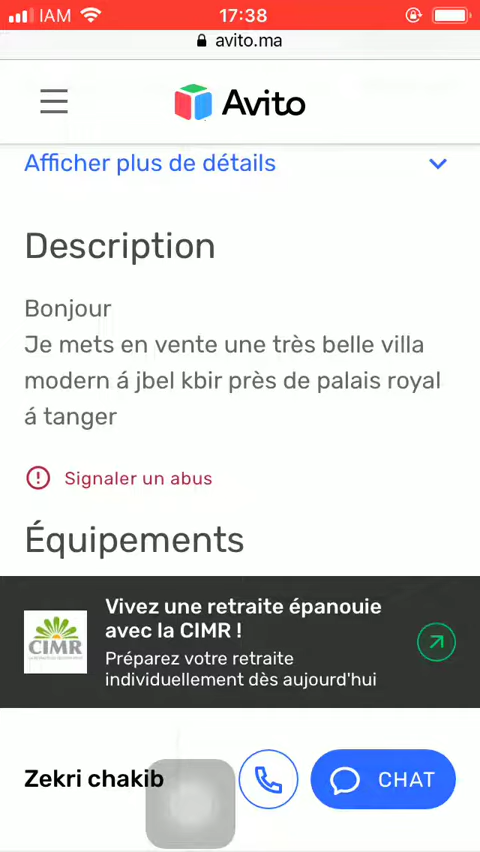 IAM 17:38
avito.ma
Avito
Afficher plus de détails
Description
Bonjour
Je mets en vente une très belle villa
modern á jbel kbir près de palais royal
á tanger
Signaler un abus
Équipements
Vivez une retraite épanouie
avec la CIMR !
CIMR
Préparez votre retraite
individuellement dès aujourd'hui
Zekri chakib
CHAT